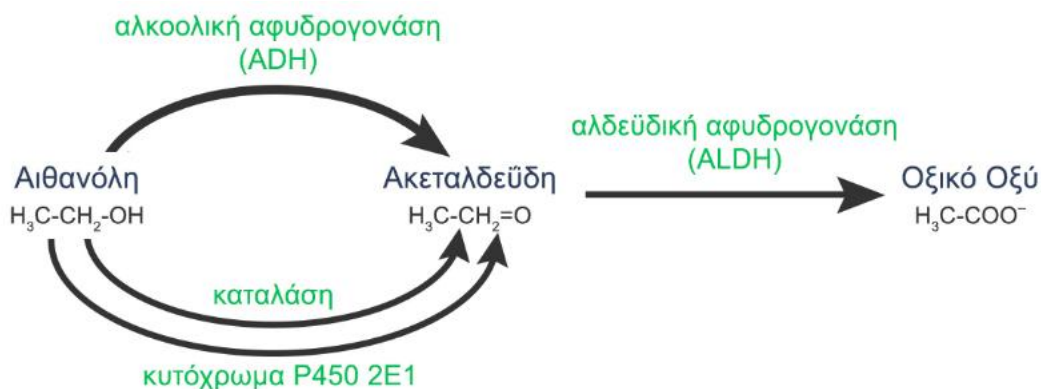 αλκοολική αφυδρογονάση
(ADH)
αλδεϋδική αφυδρογονάση
(ALDH)
Αιθανόλη
Ακεταλδεΰδη
Οξικό Οξύ
H₃C-CH₂-OH
H₃C-CH₂=O
H₃C-COO⁻
καταλάση
κυτόχρωμα P450 2E1